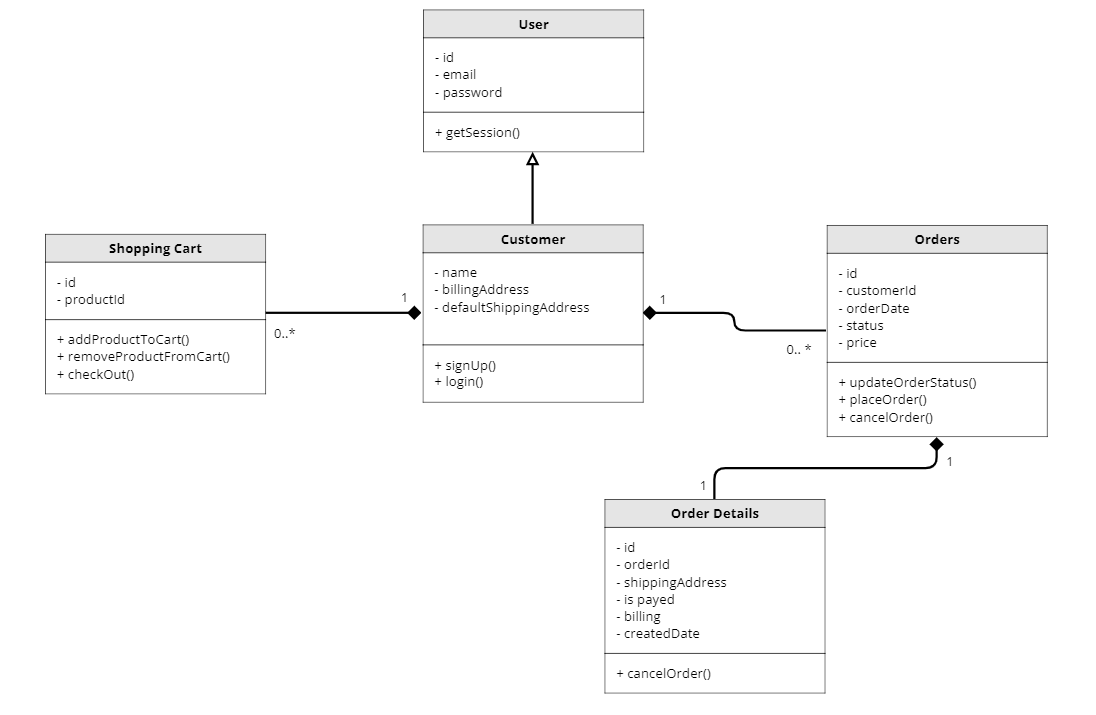 User
- id
- email
- password
+ getSession()
Shopping Cart
- id
- productId
+ addProductToCart()
+ removeProductFromCart()
+ checkOut()
1
0..*
Customer
- name
- billingAddress
- defaultShippingAddress
+ signUp()
+ login()
1
0.. *
Orders
- id
- customerId
- orderDate
- status
- price
+ updateOrderStatus()
+ placeOrder()
+ cancelOrder()
1
1
Order Details
- id
- orderId
- shippingAddress
- is payed
- billing
- createdDate
+ cancelOrder()